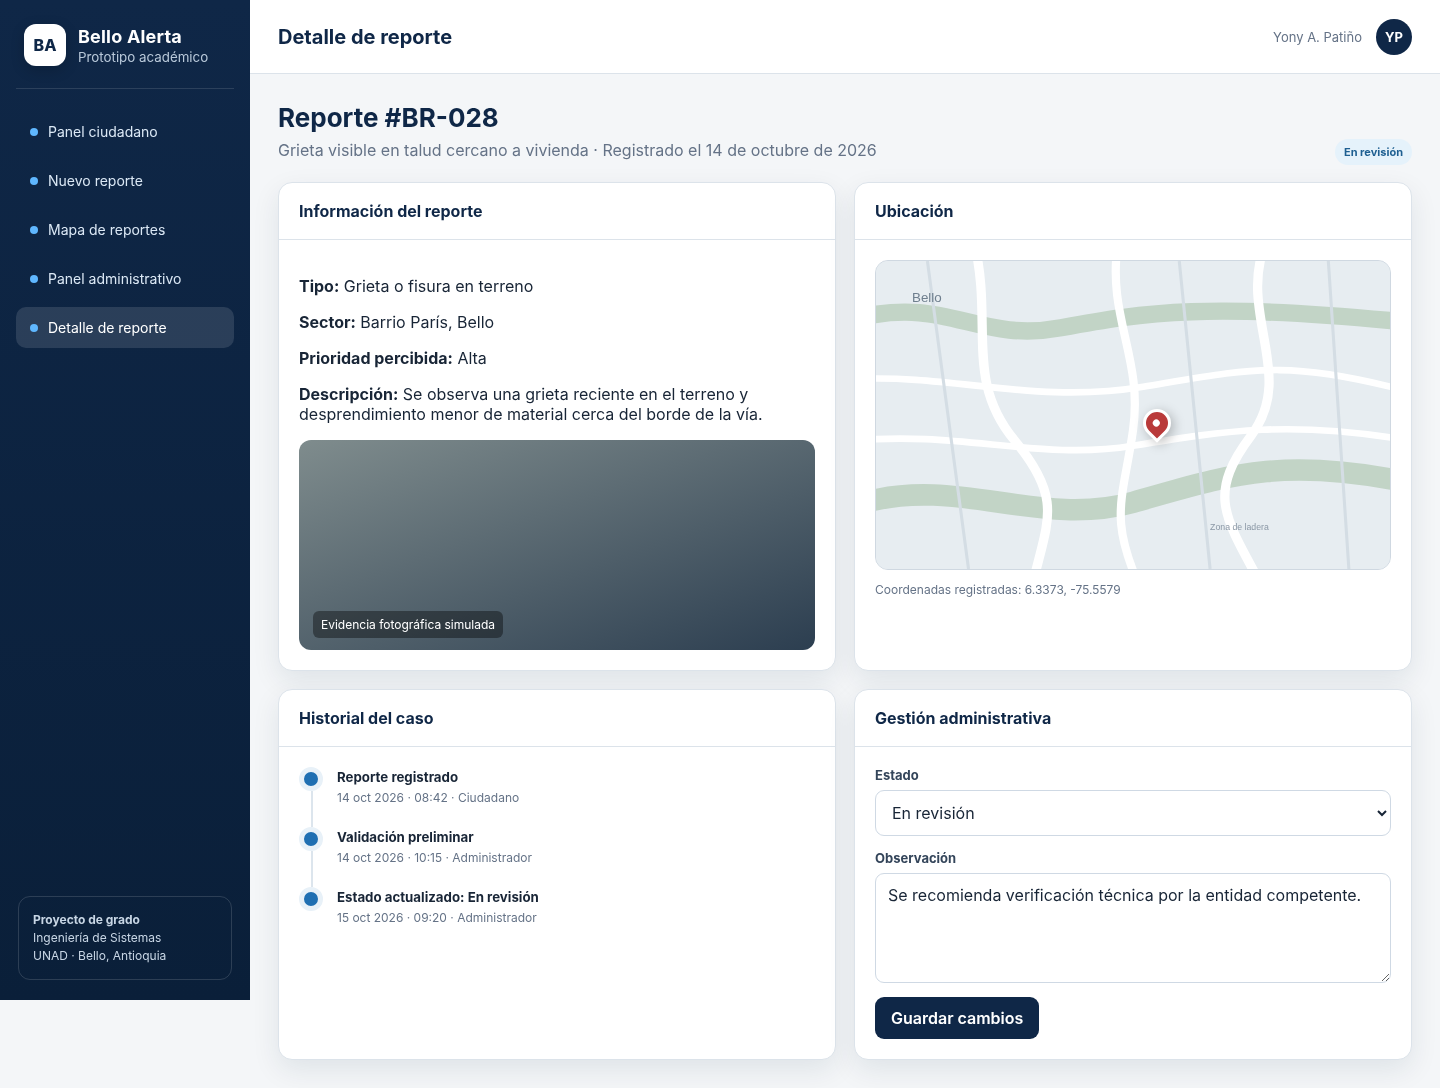 BA
Bello Alerta
Prototipo académico
Panel ciudadano
Nuevo reporte
Mapa de reportes
Panel administrativo
Detalle de reporte
Proyecto de grado
Ingeniería de Sistemas
UNAD · Bello, Antioquia
Detalle de reporte
Yony A. Patiño
YP
Reporte #BR-028
Grieta visible en talud cercano a vivienda · Registrado el 14 de octubre de 2026
En revisión
Información del reporte
Tipo: Grieta o fisura en terreno
Sector: Barrio París, Bello
Prioridad percibida: Alta
Descripción: Se observa una grieta reciente en el terreno y
desprendimiento menor de material cerca del borde de la vía.
Evidencia fotográfica simulada
Ubicación
Bello
Zona de ladera
Coordenadas registradas: 6.3373, -75.5579
Historial del caso
Reporte registrado
14 oct 2026 · 08:42 · Ciudadano
Validación preliminar
14 oct 2026 · 10:15 · Administrador
Estado actualizado: En revisión
15 oct 2026 · 09:20 · Administrador
Gestión administrativa
Estado
En revisión
Observación
Se recomienda verificación técnica por la entidad competente.
Guardar cambios